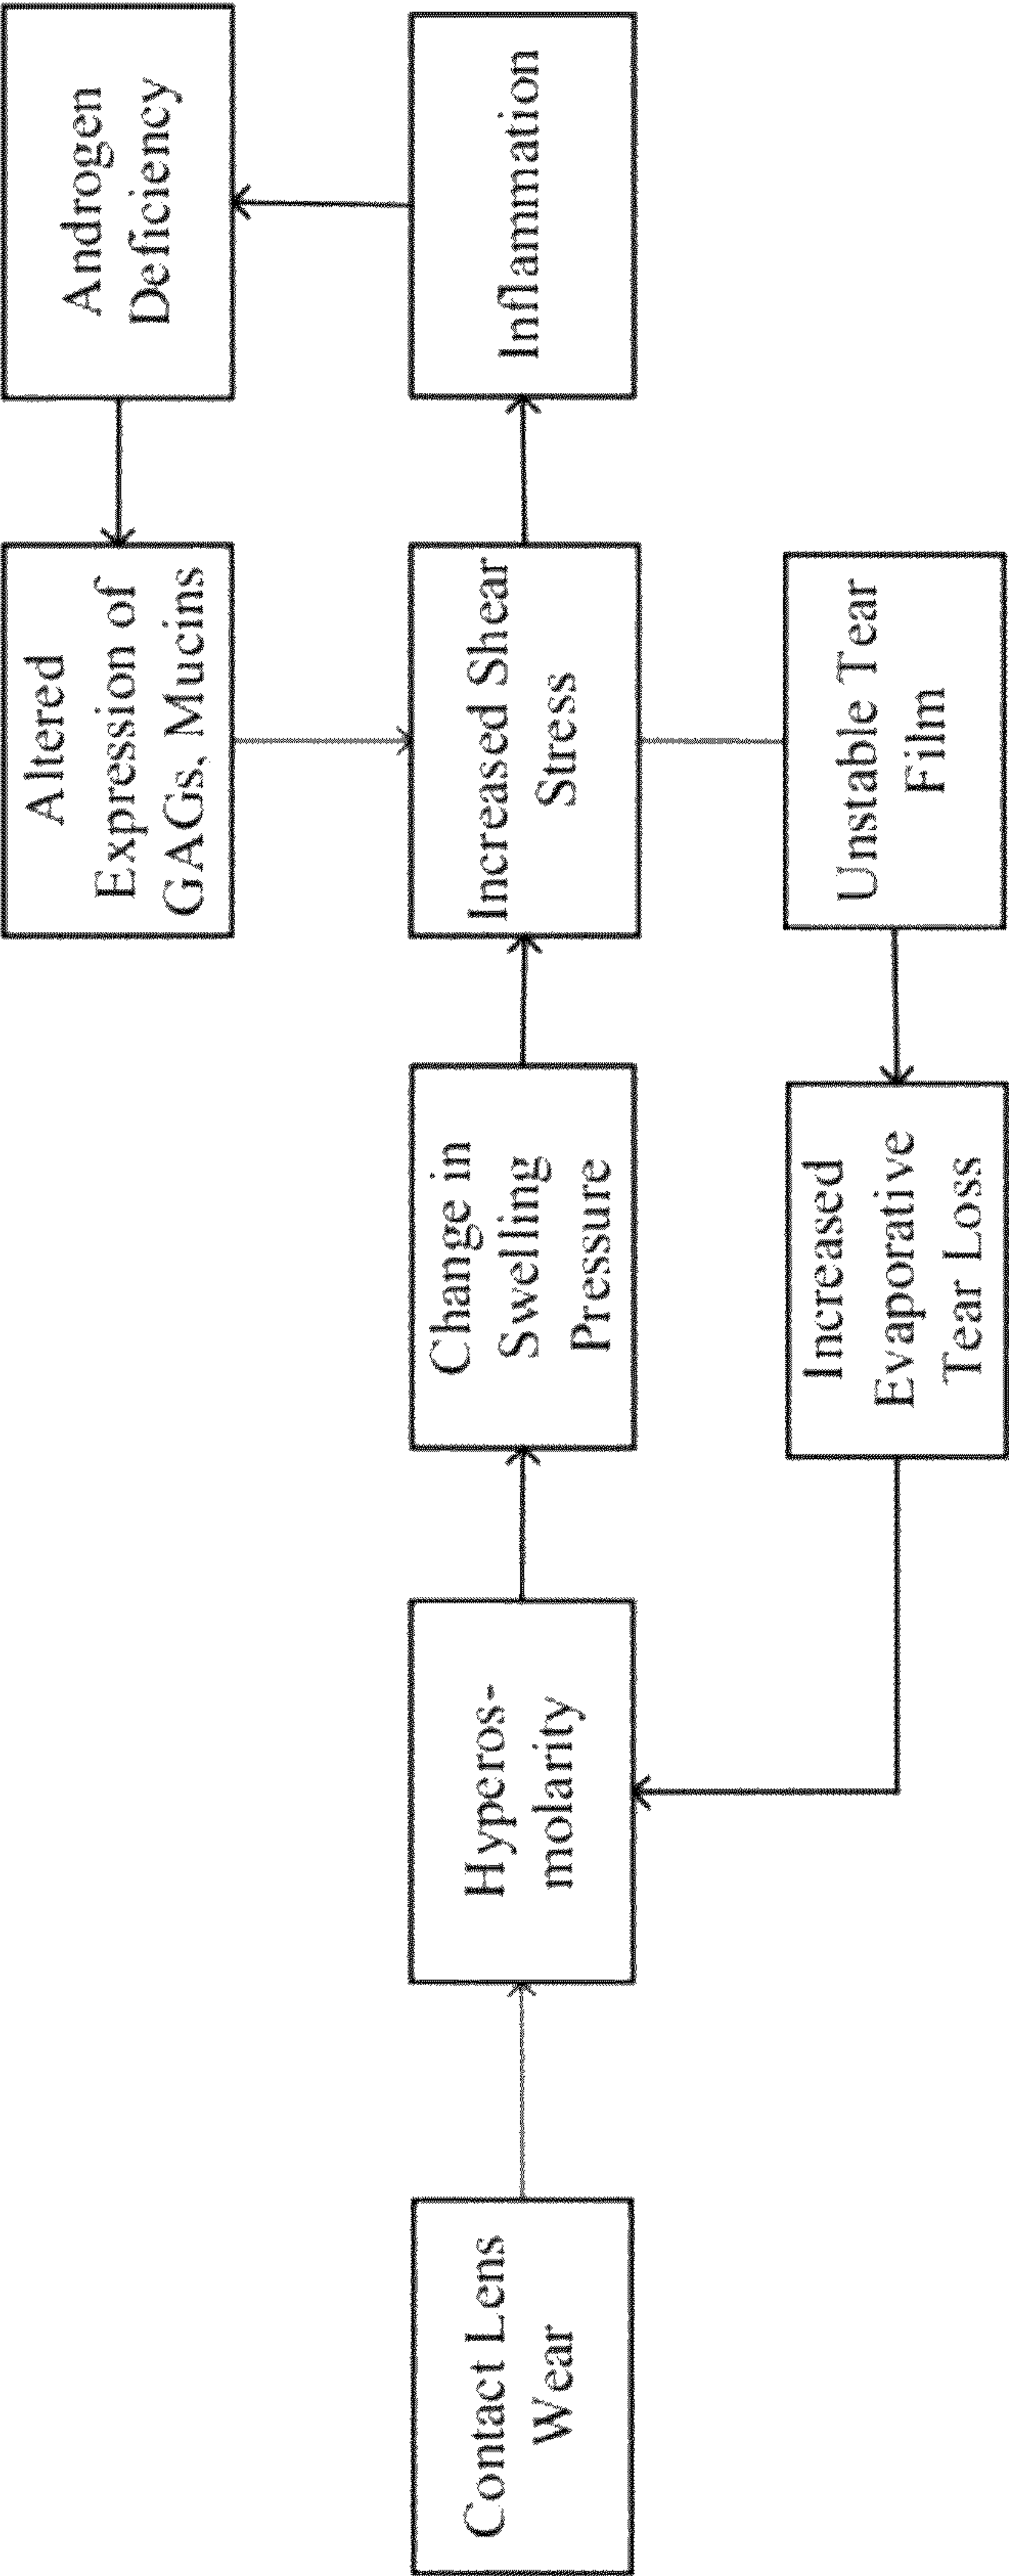 Contact Lens
Wear
Hyperos-
molarity
Change in
Swelling
Pressure
Increased Shear
Stress
Inflammation
Androgen
Deficiency
Altered
Expression of
GAGs, Mucins
Unstable Tear
Film
Increased
Evaporative
Tear Loss